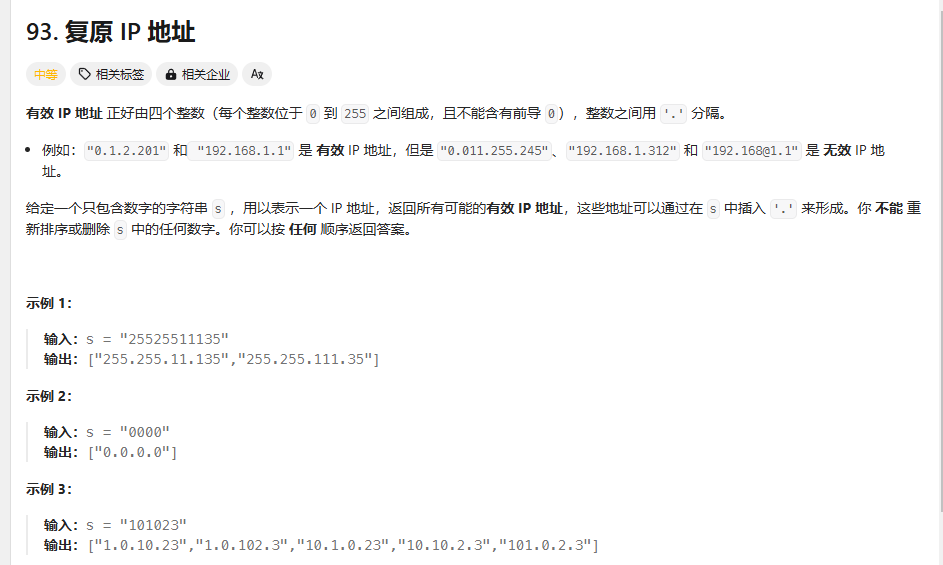 93. 复原 IP 地址
中等 相关标签 相关企业 Aあ
有效 IP 地址 正好由四个整数（每个整数位于 0 到 255 之间组成，且不能含有前导 0），整数之间用 '.' 分隔。
• 例如："0.1.2.201" 和 "192.168.1.1" 是 有效 IP 地址，但是 "0.011.255.245"、"192.168.1.312" 和 "192.168@1.1" 是 无效 IP 地
址。
给定一个只包含数字的字符串 s ，用以表示一个 IP 地址，返回所有可能的有效 IP 地址，这些地址可以通过在 s 中插入 '.' 来形成。你 不能 重
新排序或删除 s 中的任何数字。你可以按 任何 顺序返回答案。
示例 1：
输入：s = "25525511135"
输出：["255.255.11.135","255.255.111.35"]
示例 2：
输入：s = "0000"
输出：["0.0.0.0"]
示例 3：
输入：s = "101023"
输出：["1.0.10.23","1.0.102.3","10.1.0.23","10.10.2.3","101.0.2.3"]